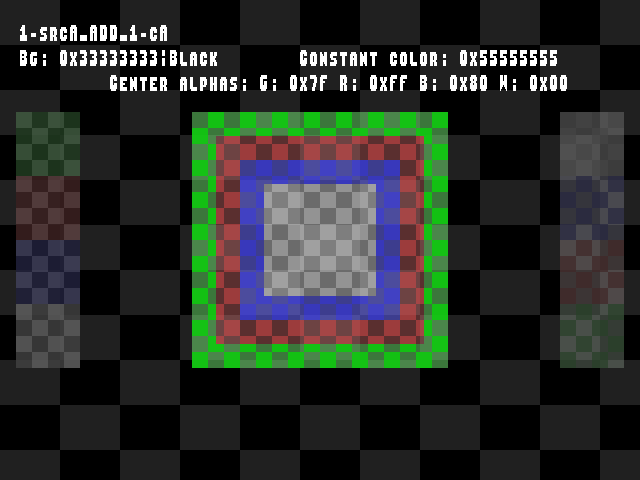 1-srcA_ADD_1-cA
Bg: 0x33333333¦Black Constant color: 0x55555555
Center alphas: G: 0x7F R: 0xFF B: 0x80 W: 0x00